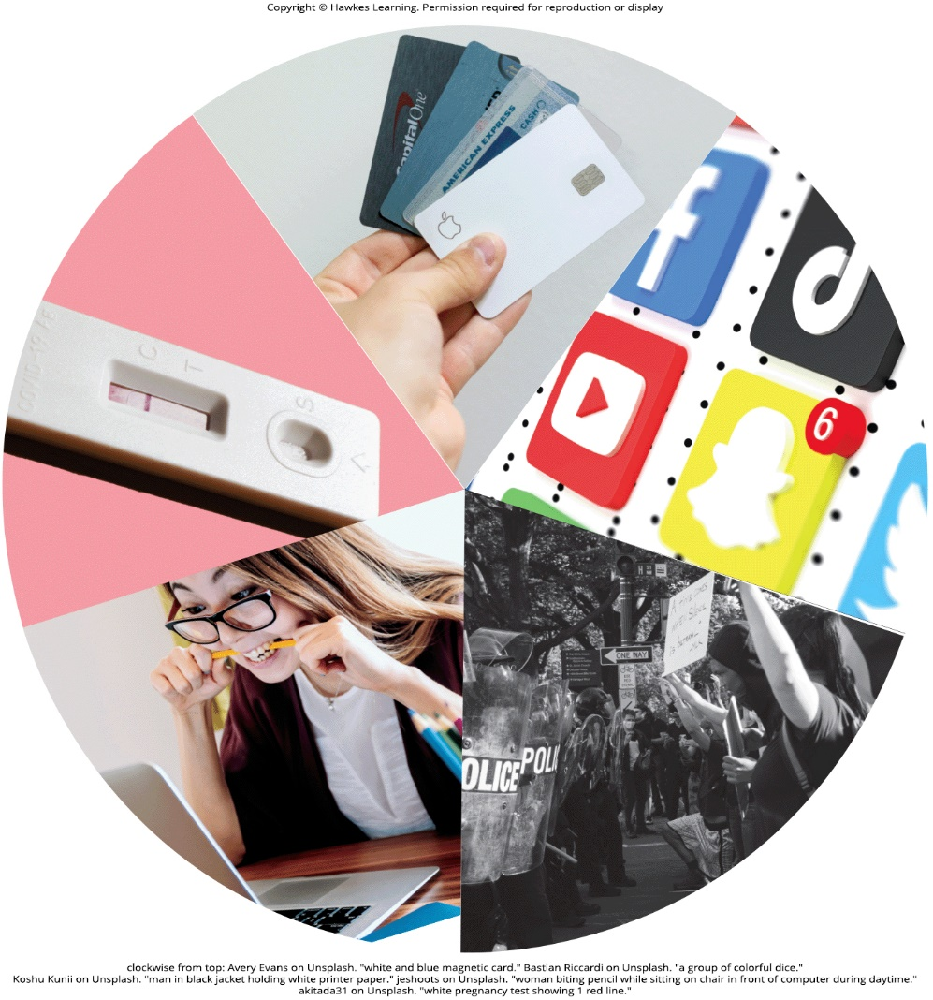 Copyright © Hawkes Learning. Permission required for reproduction or display
CapitalOne
AMERICAN EXPRESS
CASH
6
COVID-19
C
T
S
H
ONE WAY
POLICE
POLI
clockwise from top: Avery Evans on Unsplash. "white and blue magnetic card." Bastian Riccardi on Unsplash. "a group of colorful dice."
Koshu Kunii on Unsplash. "man in black jacket holding white printer paper." jeshoots on Unsplash. "woman biting pencil while sitting on chair in front of computer during daytime."
akitada31 on Unsplash. "white pregnancy test showing 1 red line."